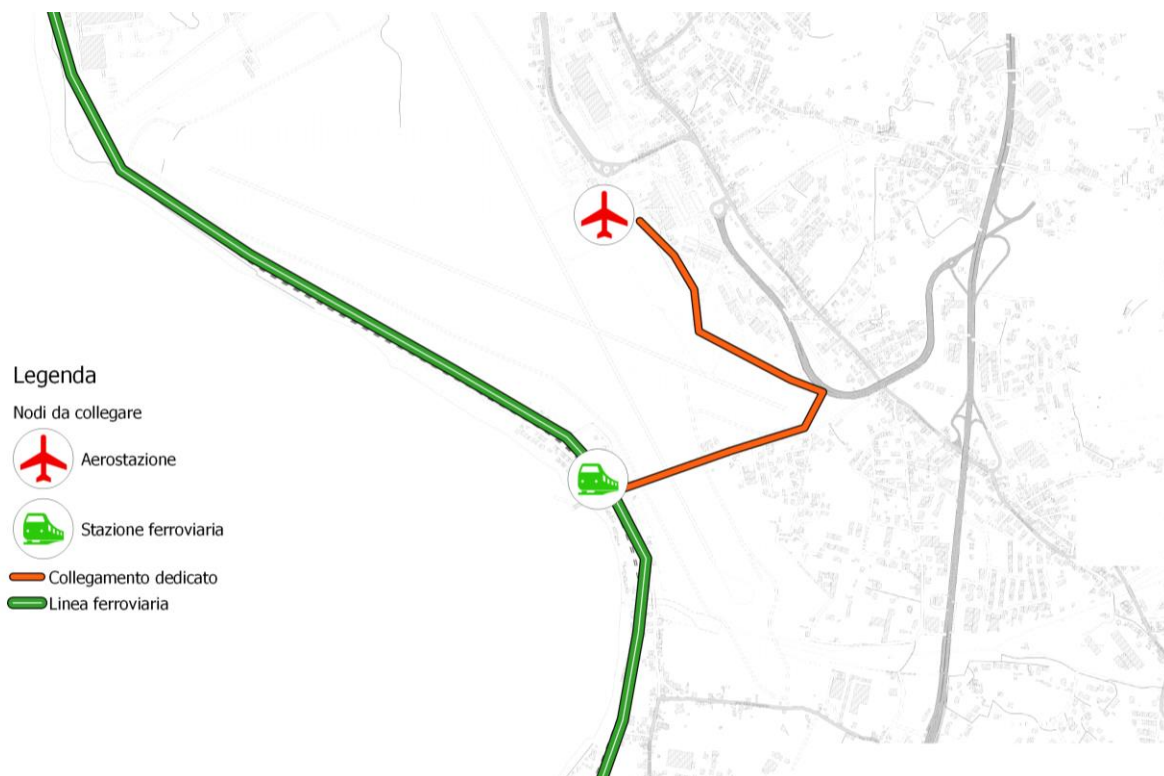 Legenda
Nodi da collegare
Aerostazione
Stazione ferroviaria
Collegamento dedicato
Linea ferroviaria